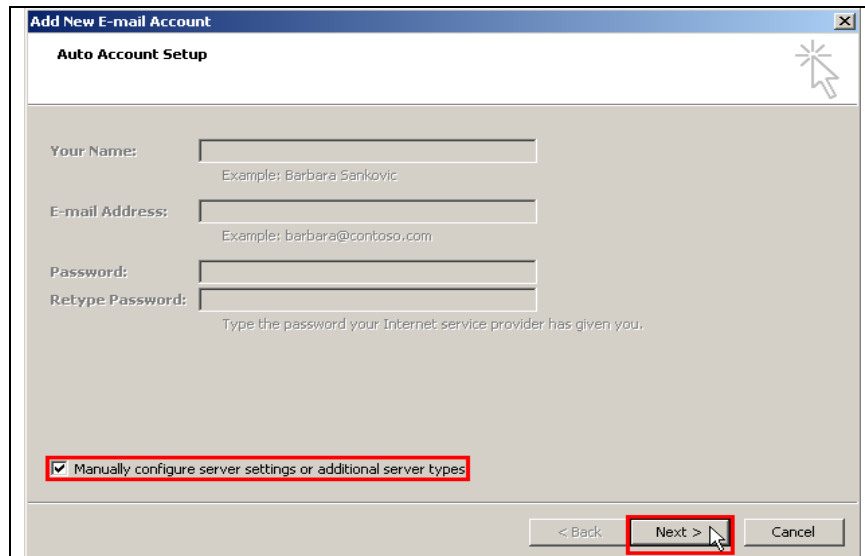 Add New E-mail Account
Auto Account Setup
Your Name:
Example: Barbara Sankovic
E-mail Address:
Example: barbara@contoso.com
Password:
Retype Password:
Type the password your Internet service provider has given you.
Manually configure server settings or additional server types
< Back Next > Cancel